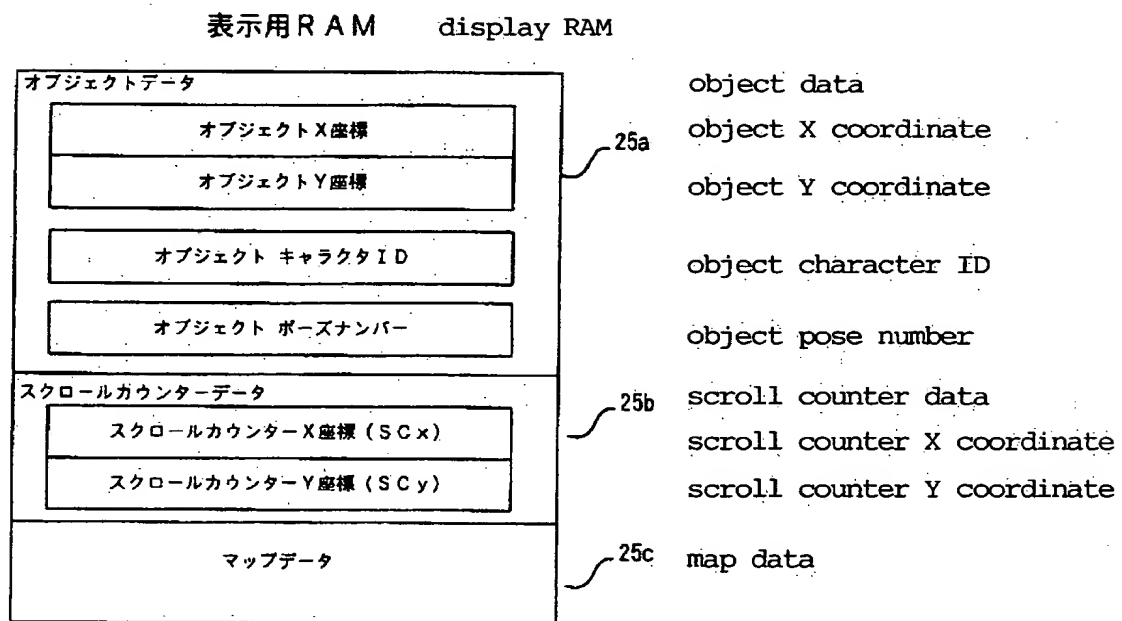 表示用RAM display RAM
オブジェクトデータ object data
オブジェクトX座標 object X coordinate
25a
オブジェクトY座標 object Y coordinate
オブジェクト キャラクタID object character ID
オブジェクト ポーズナンバー object pose number
スクロールカウンターデータ scroll counter data
25b
スクロールカウンターX座標(SCx) scroll counter X coordinate
スクロールカウンターY座標(SCy) scroll counter Y coordinate
マップデータ 25c map data